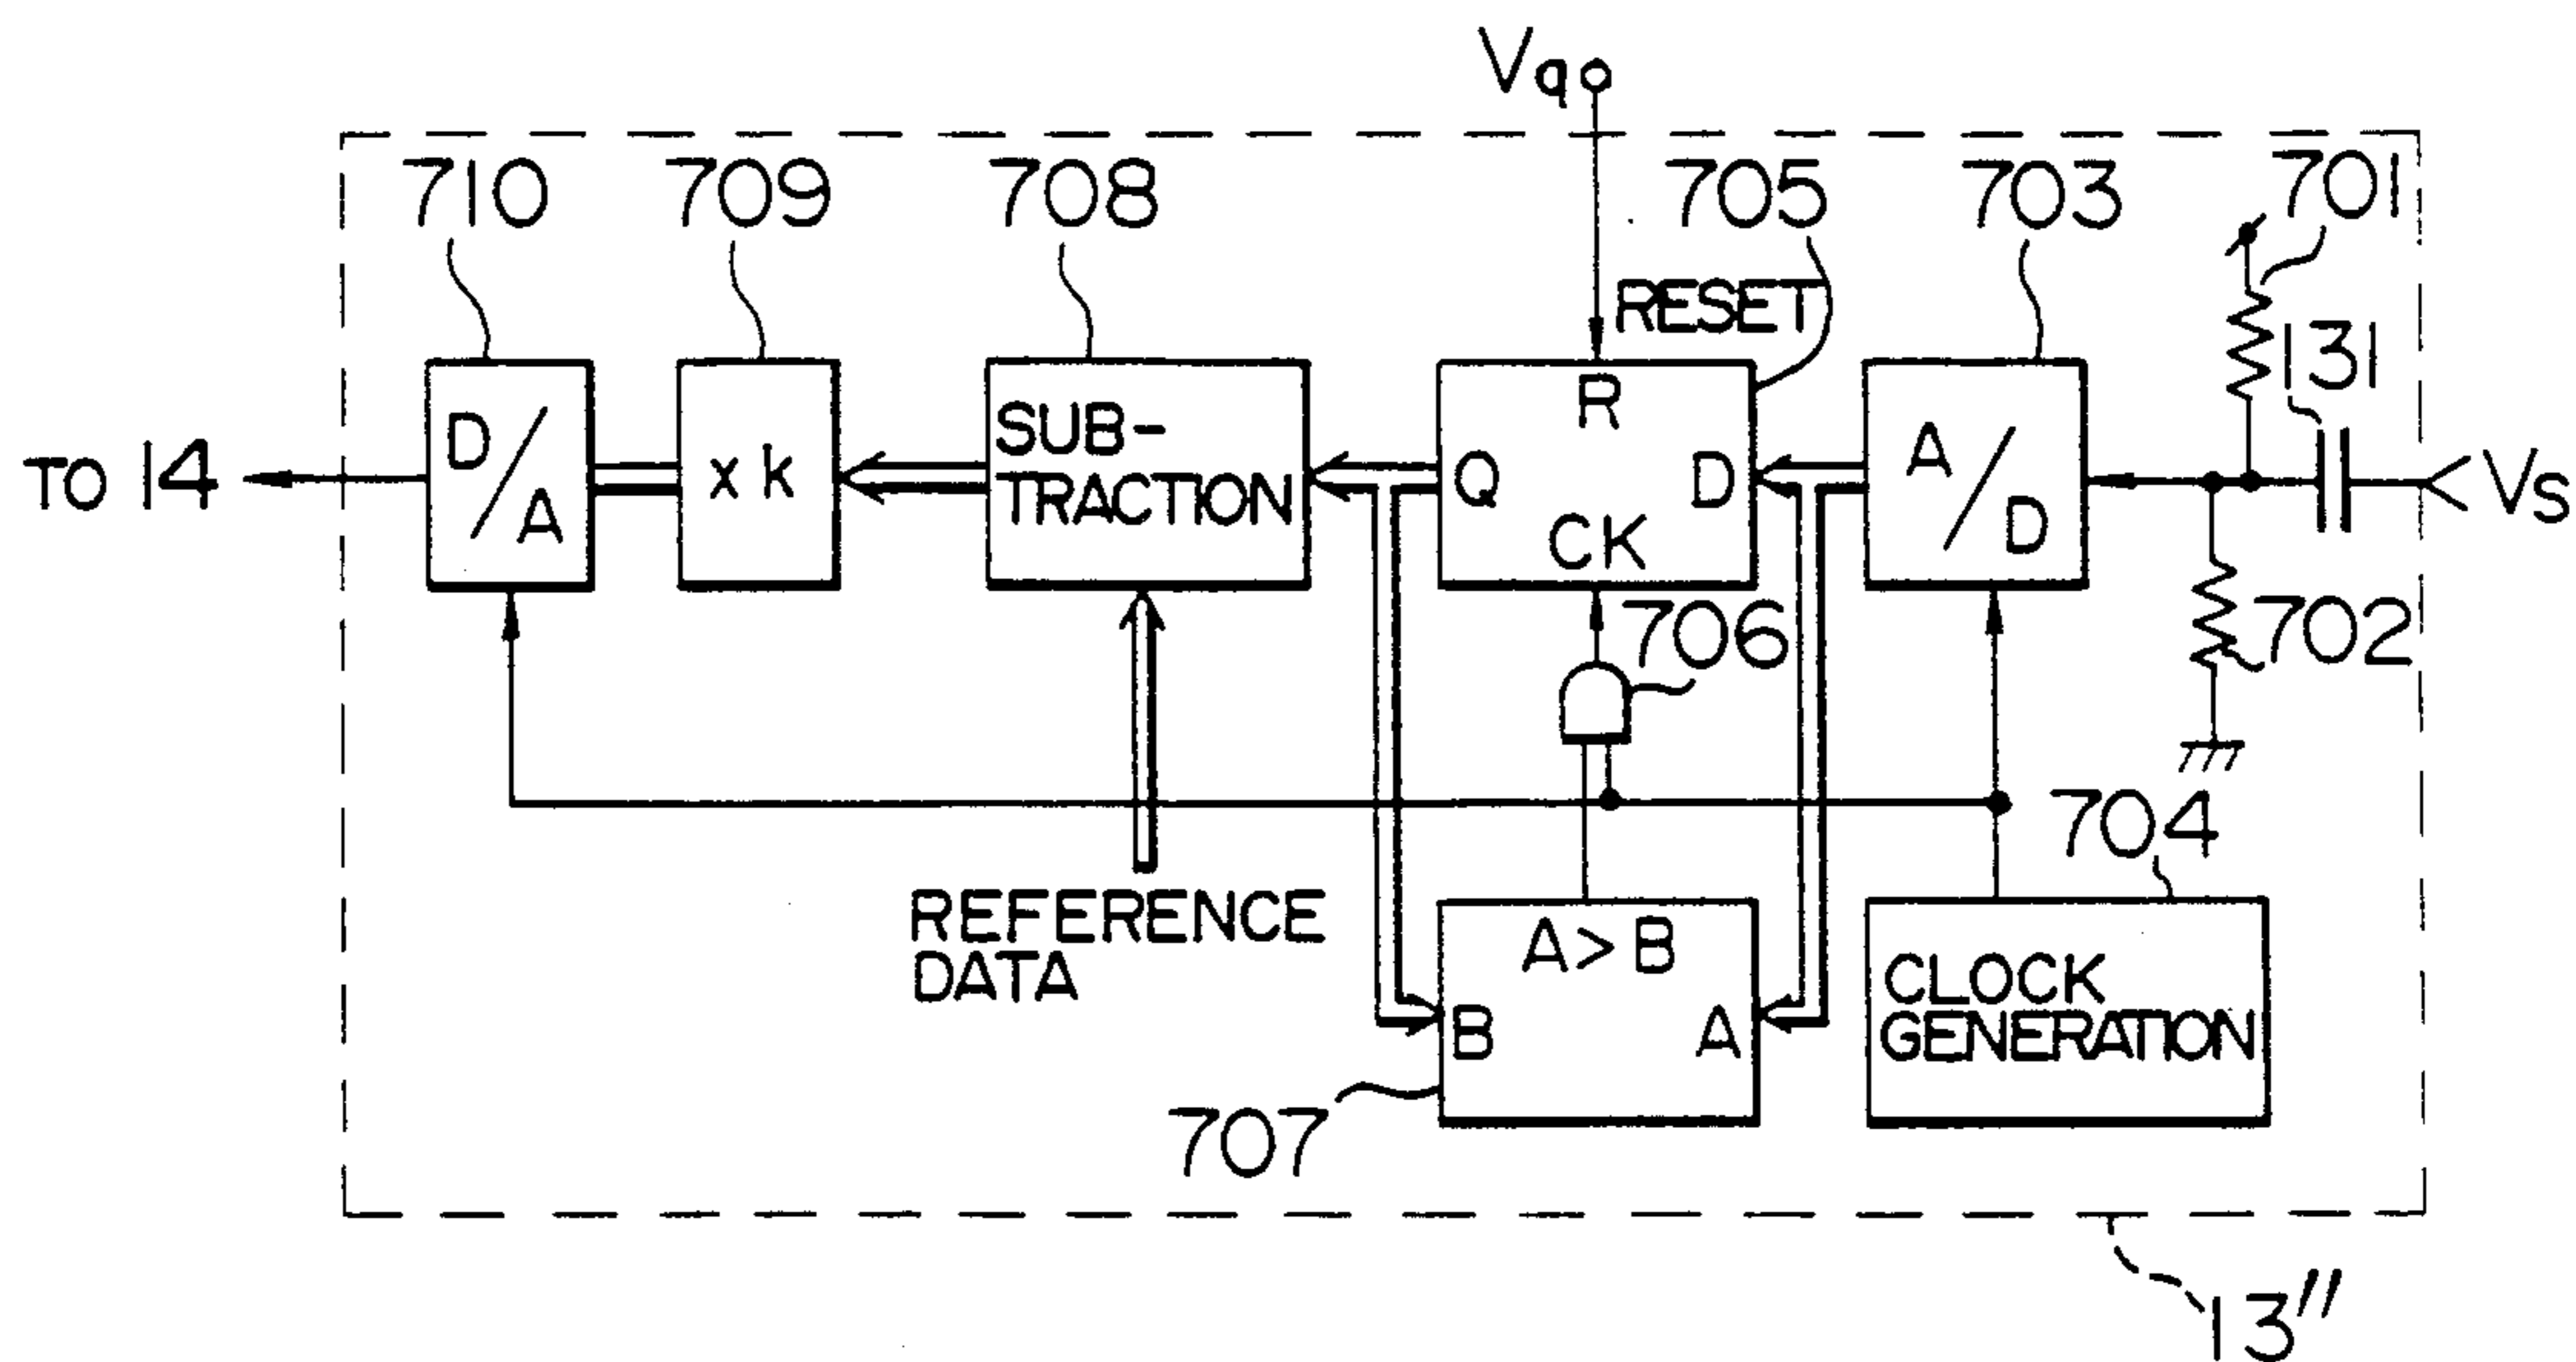 Vq
710
709
708
705
703
701
RESET
131
TO 14
D/A
x k
SUB-
TRACTION
Q
R
D
CK
A/D
VS
706
702
704
REFERENCE
DATA
A > B
B
A
CLOCK
GENERATION
707
13"